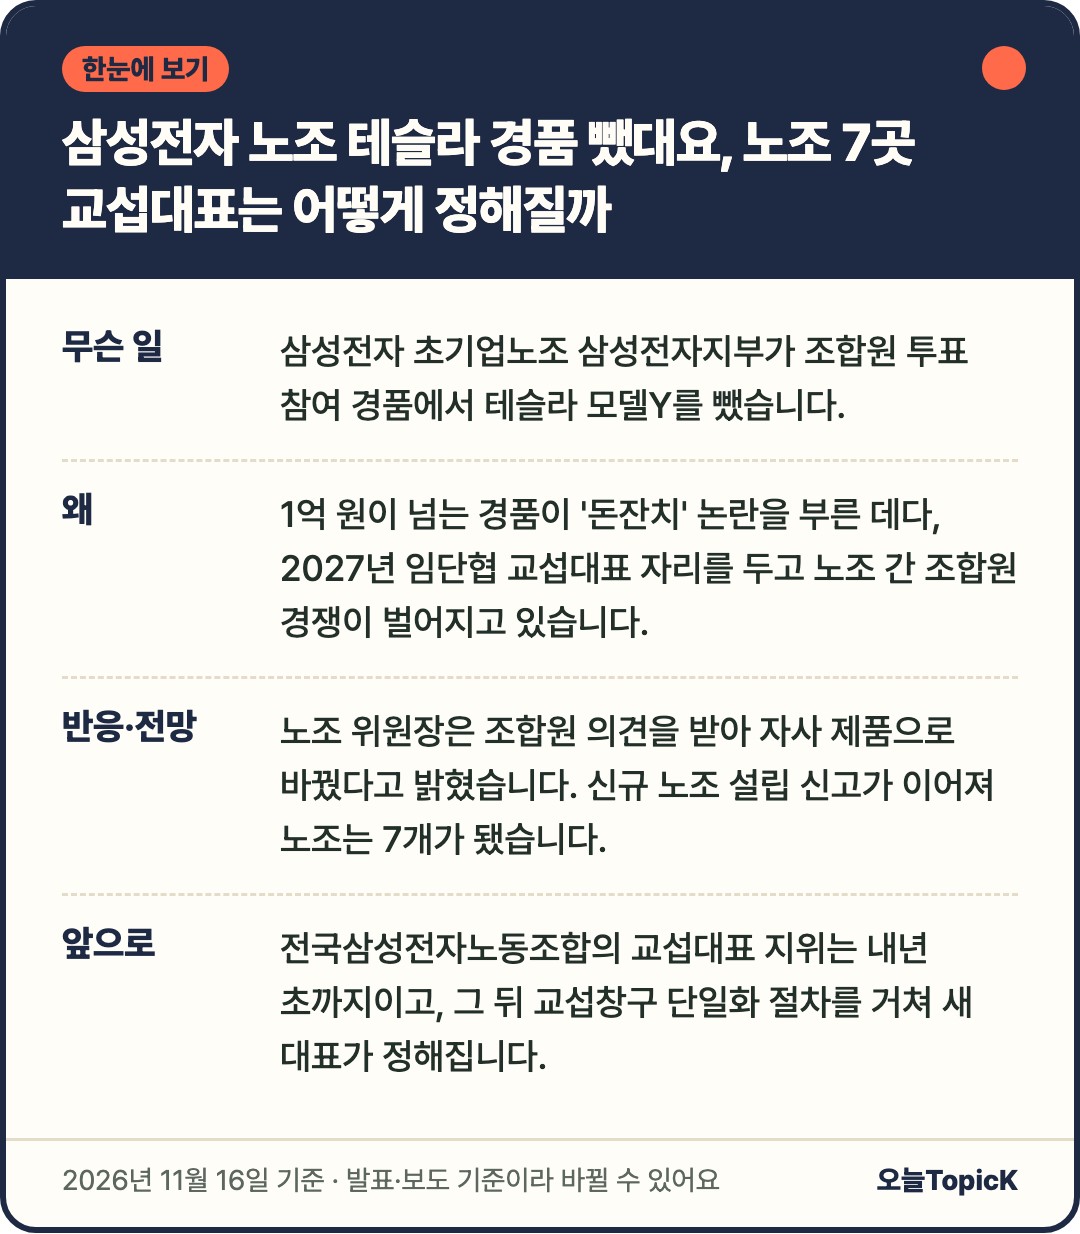 한눈에 보기
삼성전자 노조 테슬라 경품 뺐대요, 노조 7곳
교섭대표는 어떻게 정해질까
무슨 일
삼성전자 초기업노조 삼성전자지부가 조합원 투표
참여 경품에서 테슬라 모델Y를 뺐습니다.
왜
1억 원이 넘는 경품이 '돈잔치' 논란을 부른 데다,
2027년 임단협 교섭대표 자리를 두고 노조 간 조합원
경쟁이 벌어지고 있습니다.
반응·전망
노조 위원장은 조합원 의견을 받아 자사 제품으로
바꿨다고 밝혔습니다. 신규 노조 설립 신고가 이어져
노조는 7개가 됐습니다.
앞으로
전국삼성전자노동조합의 교섭대표 지위는 내년
초까지이고, 그 뒤 교섭창구 단일화 절차를 거쳐 새
대표가 정해집니다.
2026년 11월 16일 기준 · 발표·보도 기준이라 바뀔 수 있어요
오늘TopicK